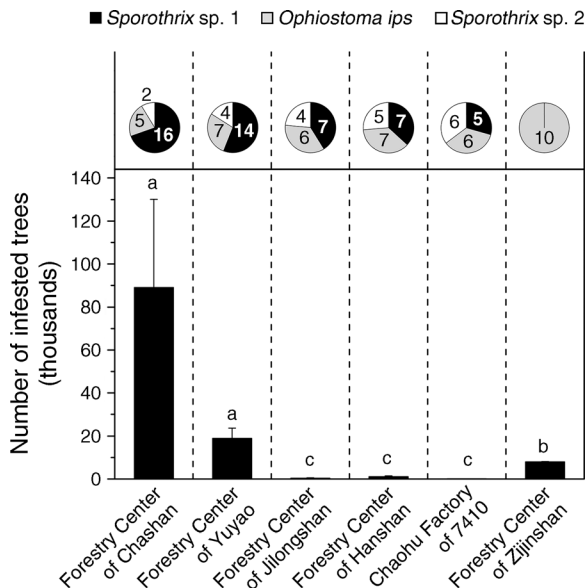 Sporothrix sp. 1 Ophiostoma ips Sporothrix sp. 2
2 5 16
4 7 14
4 7 6
5 7 7
6 5 6
10
Number of infested trees
(thousands)
140
120
100
80
60
40
20
0
a
a
c
c
c
b
Forestry Center
of Chashan
Forestry Center
of Yuyao
Forestry Center
of Jilongshan
Forestry Center
of Hanshan
Chaohu Factory
of 7410
Forestry Center
of Zijinshan